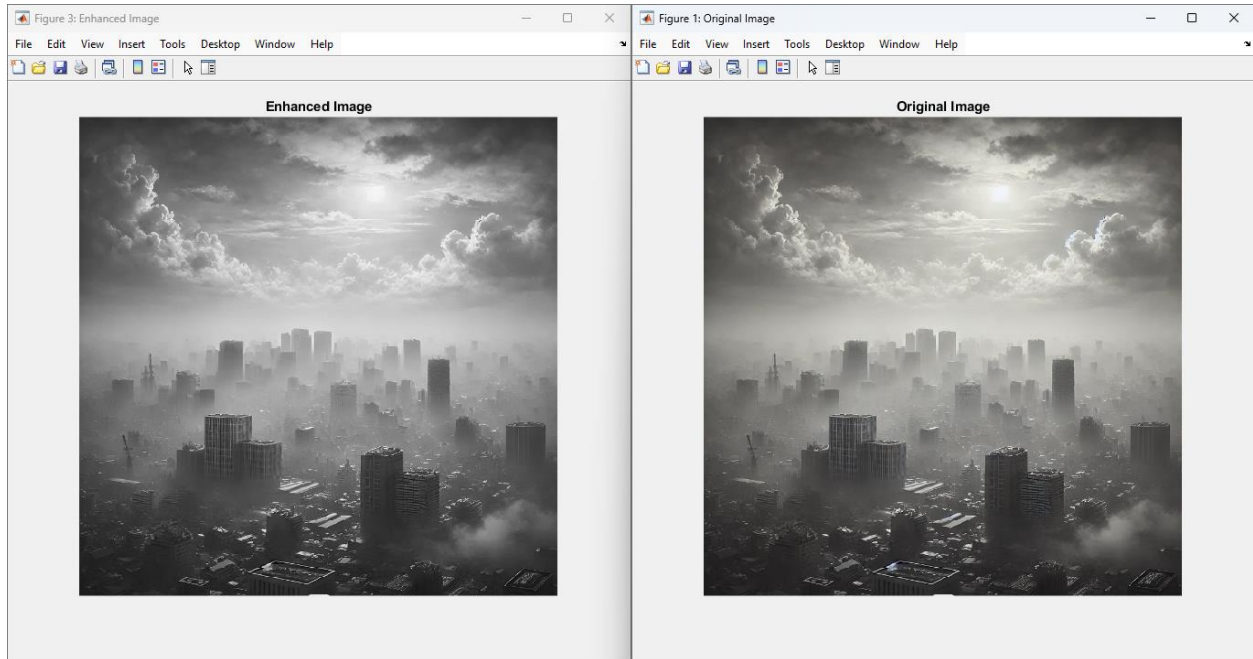 Figure 3: Enhanced Image
File Edit View Insert Tools Desktop Window Help
Enhanced Image
Figure 1: Original Image
File Edit View Insert Tools Desktop Window Help
Original Image